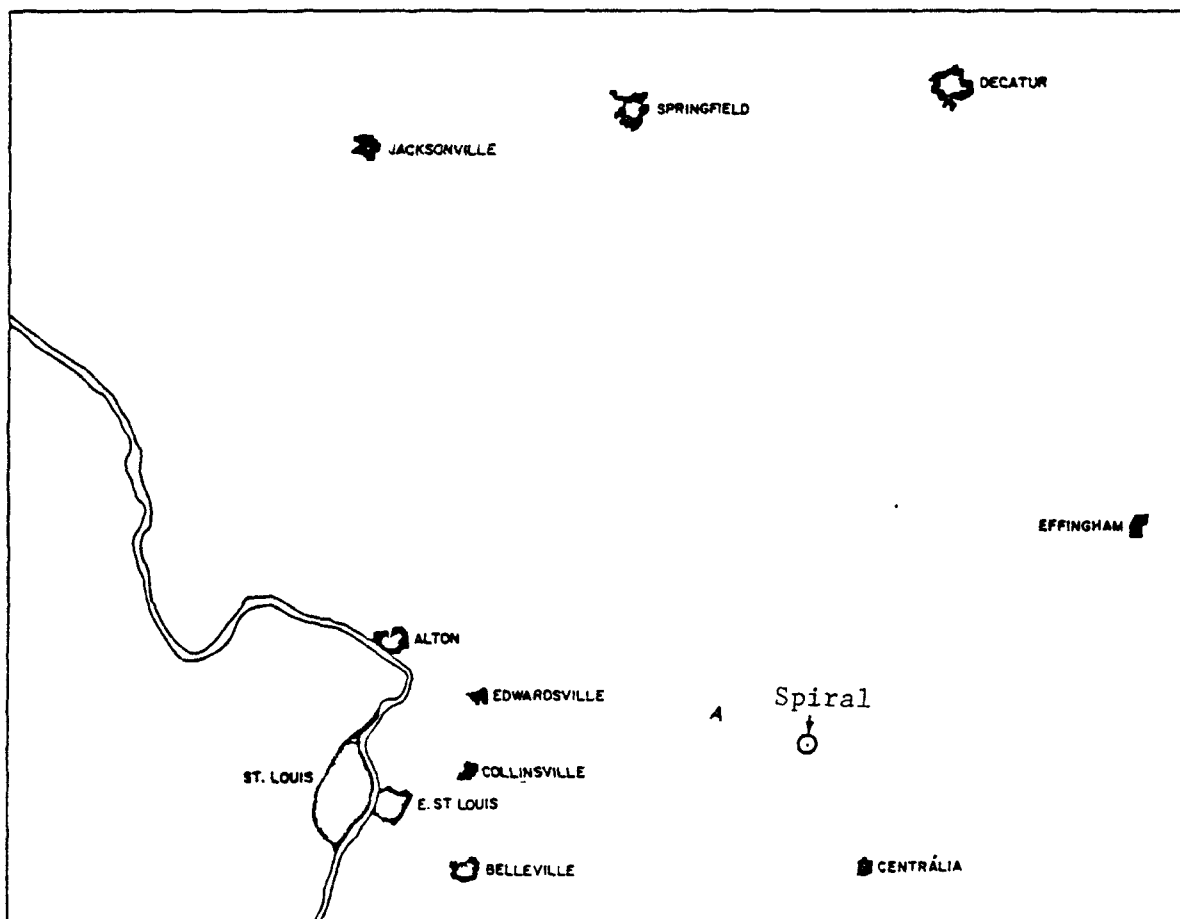 DECATUR
SPRINGFIELD
JACKSONVILLE
EFFINGHAM
ALTON
EDWARDSVILLE
A
Spiral
ST. LOUIS
COLLINSVILLE
E. ST LOUIS
BELLEVILLE
CENTRÁLIA